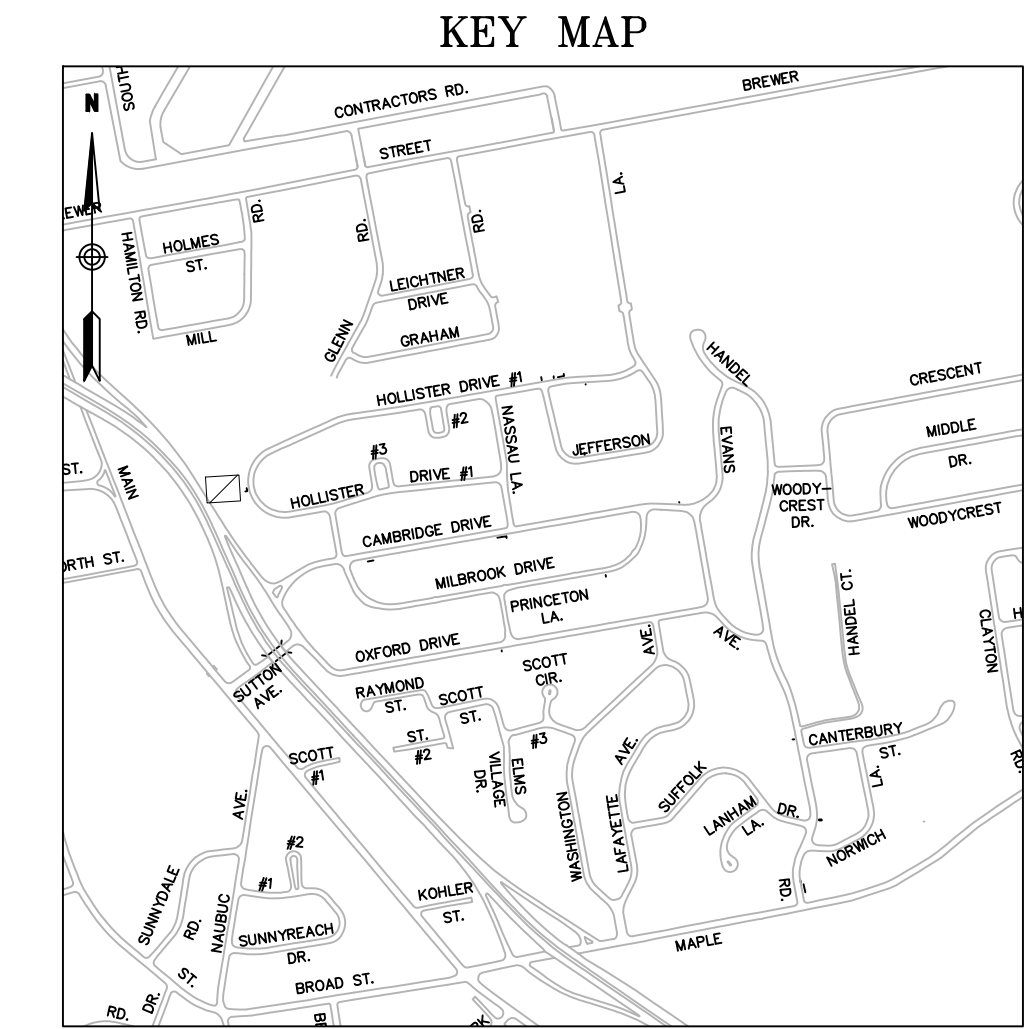 KEY MAP
SOUTH
N
CONTRACTORS RD.
BREWER
STREET
LA.
RD.
RD.
RD.
HAMILTON RD.
HOLMES
ST.
MILL
LEICHTNER
DRIVE
GLENN
GRAHAM
HANDEL
HOLLISTER DRIVE #1
#2
NASSAU LA.
JEFFERSON
EVANS
CRESCENT
MIDDLE
DR.
#3
DRIVE #1
HOLLISTER
ST.
MAIN
WOODY-
CREST
DR.
WOODYCREST
CAMBRIDGE DRIVE
MILBROOK DRIVE
ORTH ST.
PRINCETON
LA.
HANDEL CT.
CLAYTON
H
OXFORD DRIVE
AVE.
AVE.
SUTTON
AVE.
SCOTT
CIR.
RAYMOND
ST.
SCOTT
ST.
ST.
#2
#3
CANTERBURY
ST.
LA.
RD.
SCOTT
#1
VILLAGE
DR.
ELMS
AVE.
SUFFOLK
AVE.
WASHINGTON
LAFAYETTE
LANHAM
LA.
DR.
NORWICH
#2
#1
SUNNYDALE
RD.
NAUBUC
KOHLER
ST.
RD.
SUNNYREACH
DR.
MAPLE
ST.
BROAD ST.
RD.
DR.